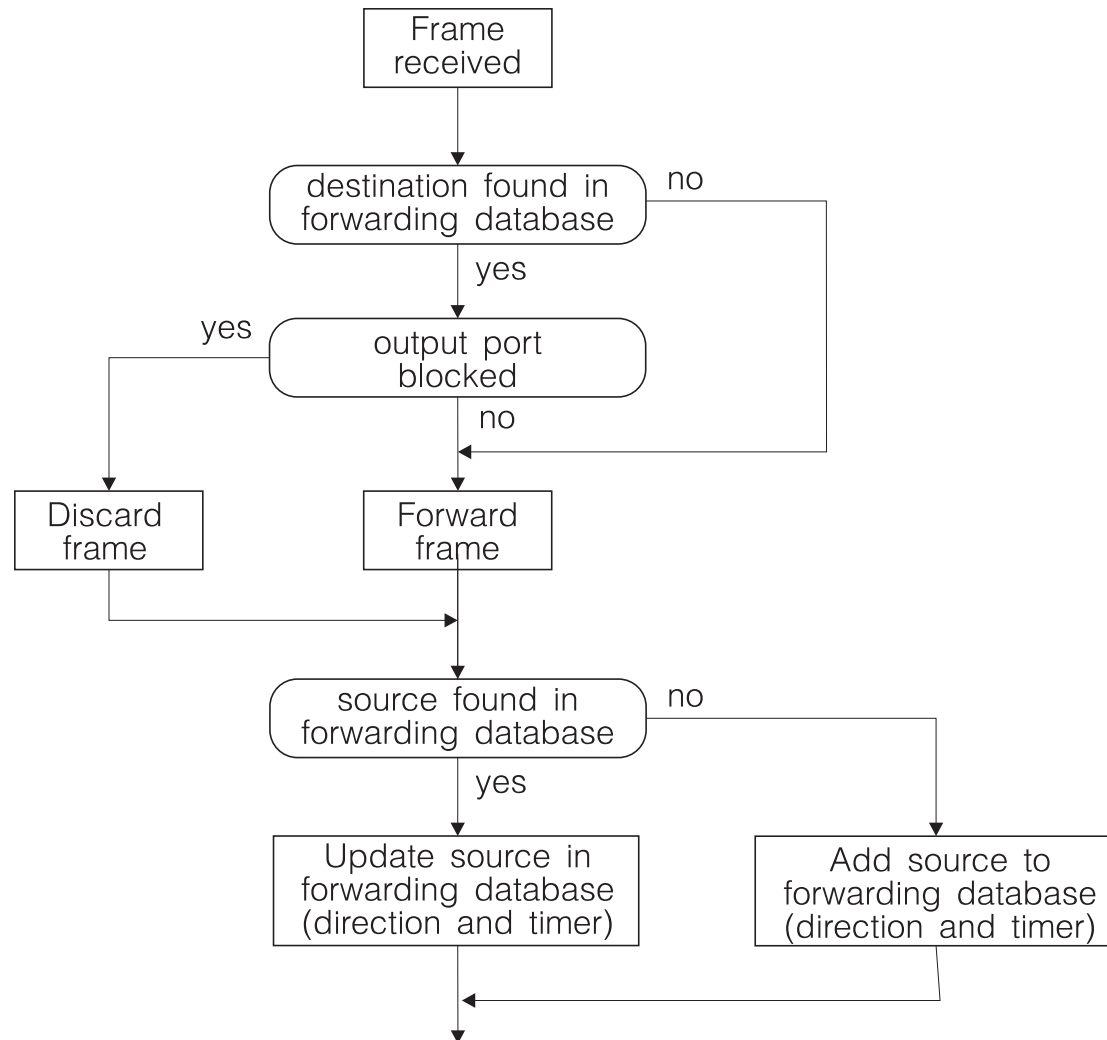 Frame
received
destination found in
forwarding database
no
yes
output port
blocked
yes
no
Discard
frame
Forward
frame
source found in
forwarding database
no
yes
Update source in
forwarding database
(direction and timer)
Add source to
forwarding database
(direction and timer)